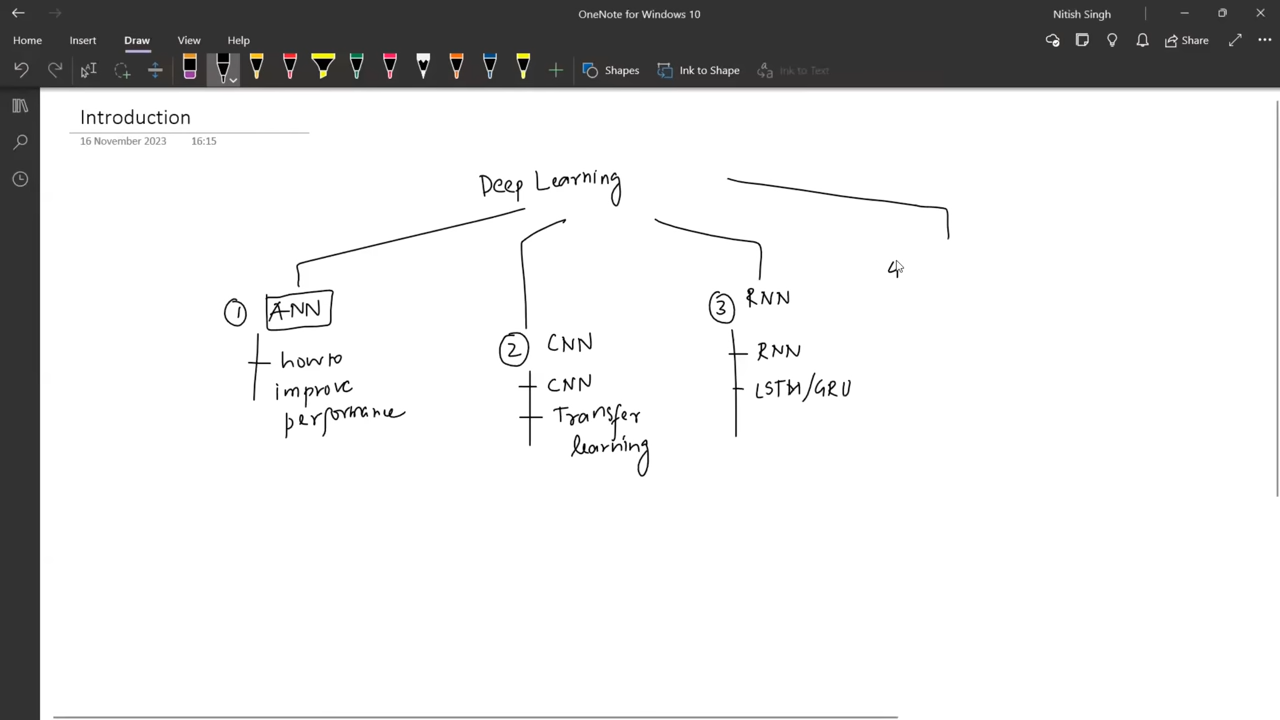 OneNote for Windows 10
Nitish Singh
Home
Insert
Draw
View
Help
Share
Shapes
Ink to Shape
Ink to Text
Introduction
16 November 2023
16:15
Deep Learning
1 ANN
how to
improve
performance
2 CNN
CNN
Transfer
learning
3 RNN
RNN
LSTM/GRU
4